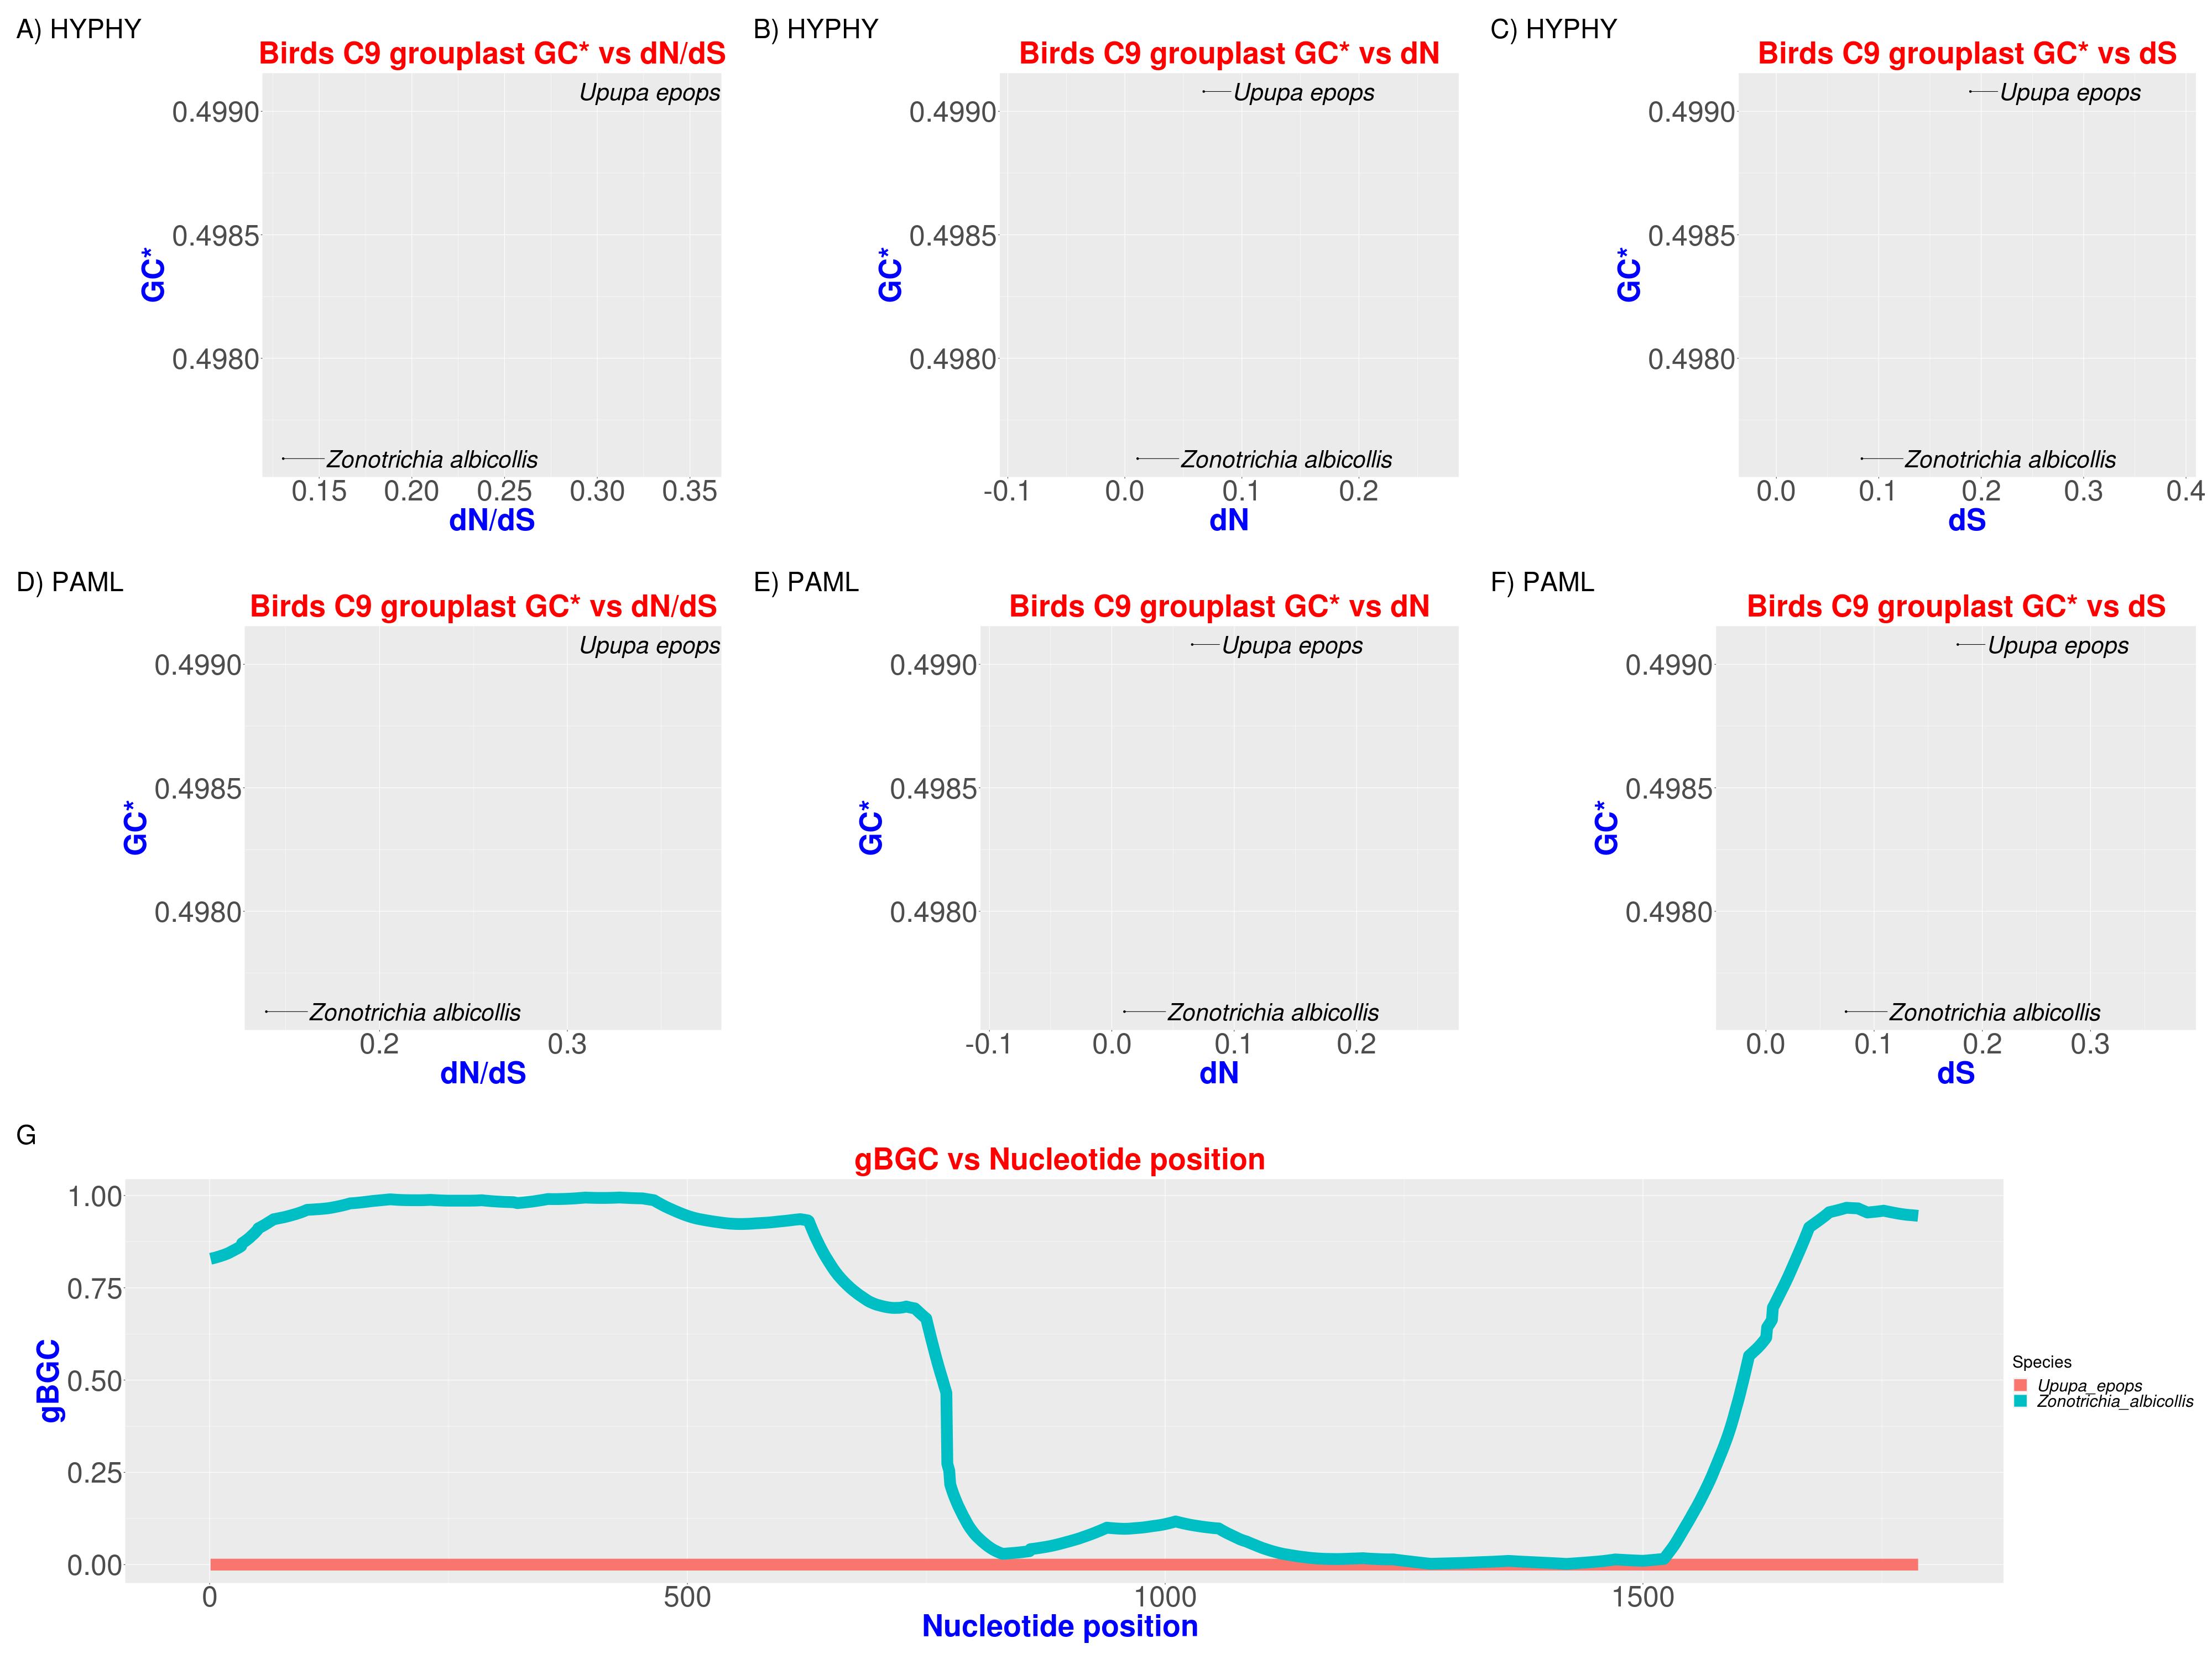 A) HYPHY
Birds C9 grouplast GC* vs dN/dS
Upupa epops
0.4990
0.4985
0.4980
GC*
Zonotrichia albicollis
0.15 0.20 0.25 0.30 0.35
dN/dS
B) HYPHY
Birds C9 grouplast GC* vs dN
Upupa epops
0.4990
0.4985
0.4980
GC*
Zonotrichia albicollis
-0.1 0.0 0.1 0.2
dN
C) HYPHY
Birds C9 grouplast GC* vs dS
Upupa epops
0.4990
0.4985
0.4980
GC*
Zonotrichia albicollis
0.0 0.1 0.2 0.3 0.4
dS
D) PAML
Birds C9 grouplast GC* vs dN/dS
Upupa epops
0.4990
0.4985
0.4980
GC*
Zonotrichia albicollis
0.2 0.3
dN/dS
E) PAML
Birds C9 grouplast GC* vs dN
Upupa epops
0.4990
0.4985
0.4980
GC*
Zonotrichia albicollis
-0.1 0.0 0.1 0.2
dN
F) PAML
Birds C9 grouplast GC* vs dS
Upupa epops
0.4990
0.4985
0.4980
GC*
Zonotrichia albicollis
0.0 0.1 0.2 0.3
dS
G
gBGC vs Nucleotide position
1.00
0.75
0.50
0.25
0.00
gBGC
0 500 1000 1500
Nucleotide position
Species
Upupa_epops
Zonotrichia_albicollis